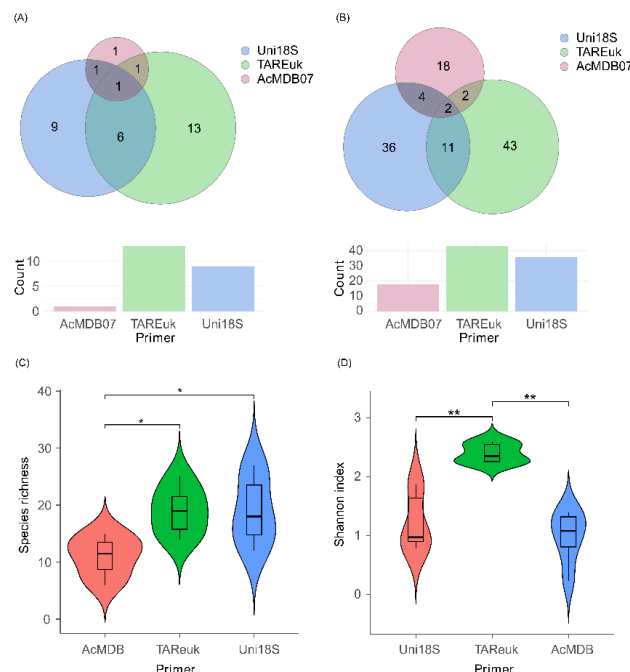 (A)
(B)
Uni18S
TAREuk
AcMDB07
1
1
1
1
9
6
13
Uni18S
TAREuk
AcMDB07
18
4
2
2
36
11
43
Count
10
5
0
AcMDB07 TAREuk Uni18S
Primer
Count
40
30
20
10
0
AcMDB07 TAREuk Uni18S
Primer
(C)
Species richness
40
30
20
10
0
*
*
AcMDB TAReuk Uni18S
Primer
(D)
Shannon index
3
2
1
0
**
**
Uni18S TAREuk AcMDB
Primer